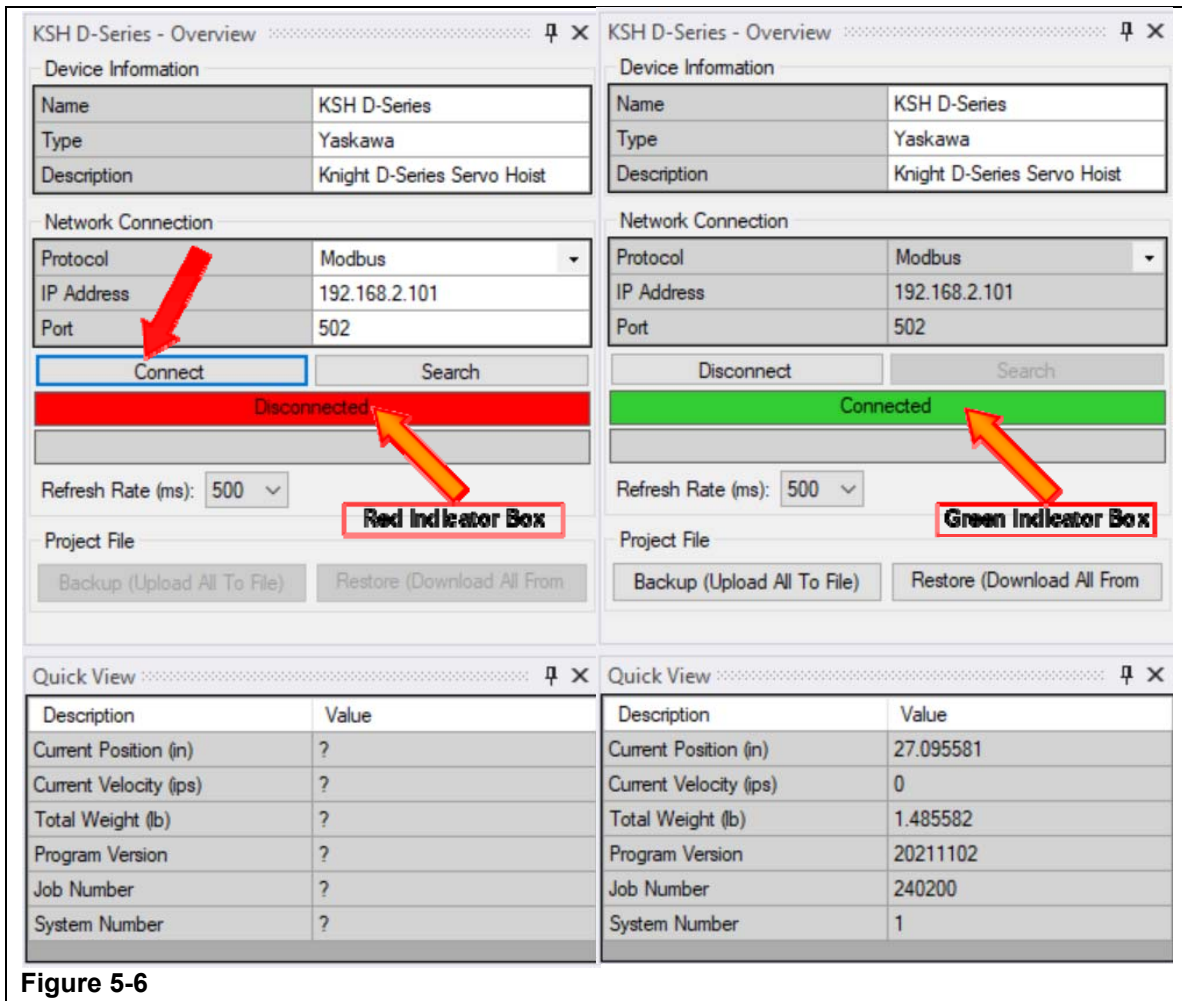 KSH D-Series - Overview
Device Information
Name KSH D-Series
Type Yaskawa
Description Knight D-Series Servo Hoist
Network Connection
Protocol Modbus
IP Address 192.168.2.101
Port 502
Connect Search
Disconnected
Refresh Rate (ms): 500
Red Indicator Box
Project File
Backup (Upload All To File) Restore (Download All From
Quick View
Description Value
Current Position (in) ?
Current Velocity (ips) ?
Total Weight (lb) ?
Program Version ?
Job Number ?
System Number ?
KSH D-Series - Overview
Device Information
Name KSH D-Series
Type Yaskawa
Description Knight D-Series Servo Hoist
Network Connection
Protocol Modbus
IP Address 192.168.2.101
Port 502
Disconnect Search
Connected
Refresh Rate (ms): 500
Green Indicator Box
Project File
Backup (Upload All To File) Restore (Download All From
Quick View
Description Value
Current Position (in) 27.095581
Current Velocity (ips) 0
Total Weight (lb) 1.485582
Program Version 20211102
Job Number 240200
System Number 1
Figure 5-6